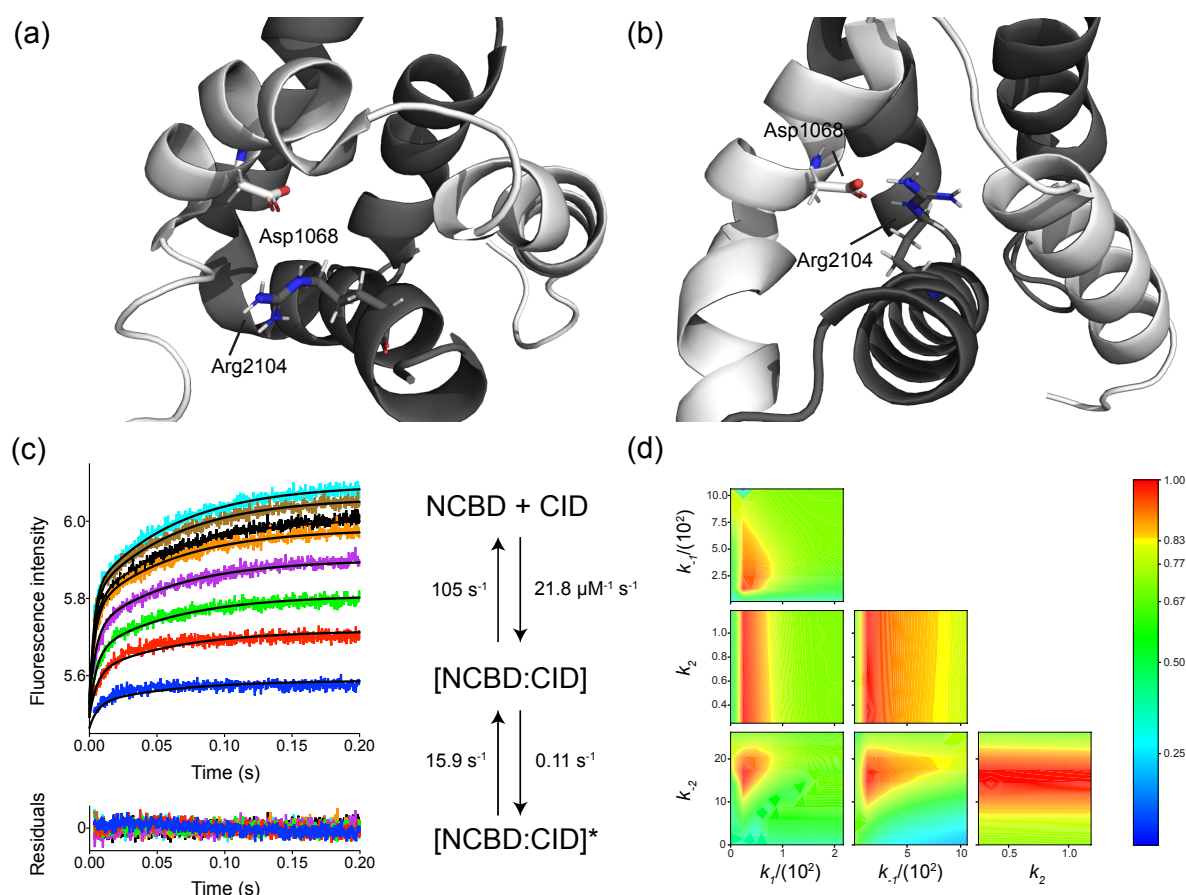 (a)
Asp1068
Arg2104
(b)
Asp1068
Arg2104
(c)
Fluorescence intensity
6.0
5.8
5.6
0.00 0.05 0.10 0.15 0.20
Time (s)
Residuals
0
0.00 0.05 0.10 0.15 0.20
Time (s)
NCBD + CID
105 s⁻¹ 21.8 µM⁻¹ s⁻¹
[NCBD:CID]
15.9 s⁻¹ 0.11 s⁻¹
[NCBD:CID]*
(d)
k₋₁/(10²)
10.0
7.5
5.0
2.5
k₂
1.0
0.8
0.6
0.4
k₋₂
20
10
0
0 2
k₁/(10²)
5 10
k₋₁/(10²)
0.5 1.0
k₂
1.00
0.83
0.77
0.67
0.50
0.25